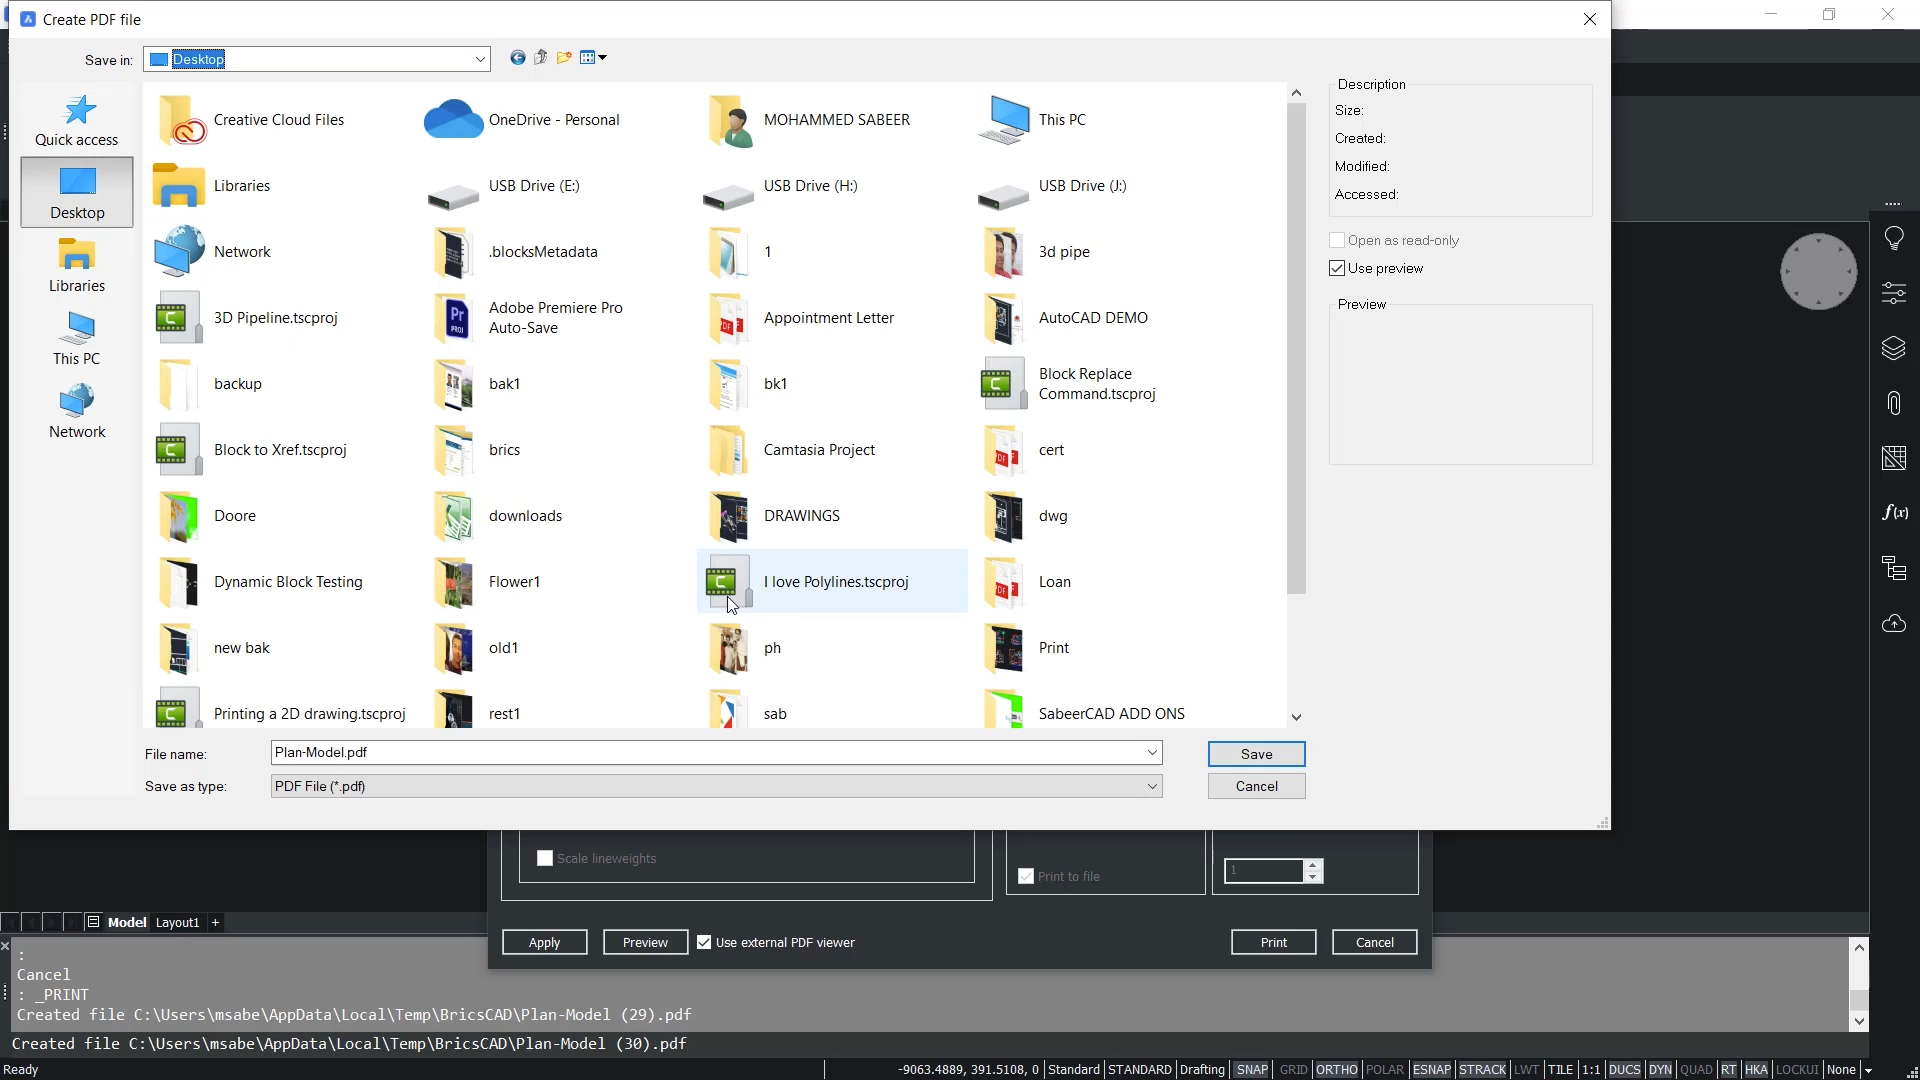 Create PDF file
Save in:
Desktop
Quick access
Desktop
Libraries
This PC
Network
Creative Cloud Files
OneDrive - Personal
MOHAMMED SABEER
This PC
Libraries
USB Drive (E:)
USB Drive (H:)
USB Drive (J:)
Network
.blocksMetadata
1
3d pipe
3D Pipeline.tscproj
Adobe Premiere Pro
Auto-Save
Appointment Letter
AutoCAD DEMO
backup
bak1
bk1
Block Replace
Command.tscproj
Block to Xref.tscproj
brics
Camtasia Project
cert
Doore
downloads
DRAWINGS
dwg
Dynamic Block Testing
Flower1
I love Polylines.tscproj
Loan
new bak
old1
ph
Print
Printing a 2D drawing.tscproj
rest1
sab
SabeerCAD ADD ONS
Description
Size:
Created:
Modified:
Accessed:
Open as read-only
Use preview
Preview
File name:
Plan-Model.pdf
Save
Save as type:
PDF File (*.pdf)
Cancel
Scale lineweights
Print to file
1
Apply
Preview
Use external PDF viewer
Print
Cancel
Model
Layout1
+
:
Cancel
: _PRINT
Created file C:\Users\msabe\AppData\Local\Temp\BricsCAD\Plan-Model (29).pdf
Created file C:\Users\msabe\AppData\Local\Temp\BricsCAD\Plan-Model (30).pdf
Ready
-9063.4889, 391.5108, 0
Standard
STANDARD
Drafting
SNAP
GRID
ORTHO
POLAR
ESNAP
STRACK
LWT
TILE
1:1
DUCS
DYN
QUAD
RT
HKA
LOCKUI
None
f(x)